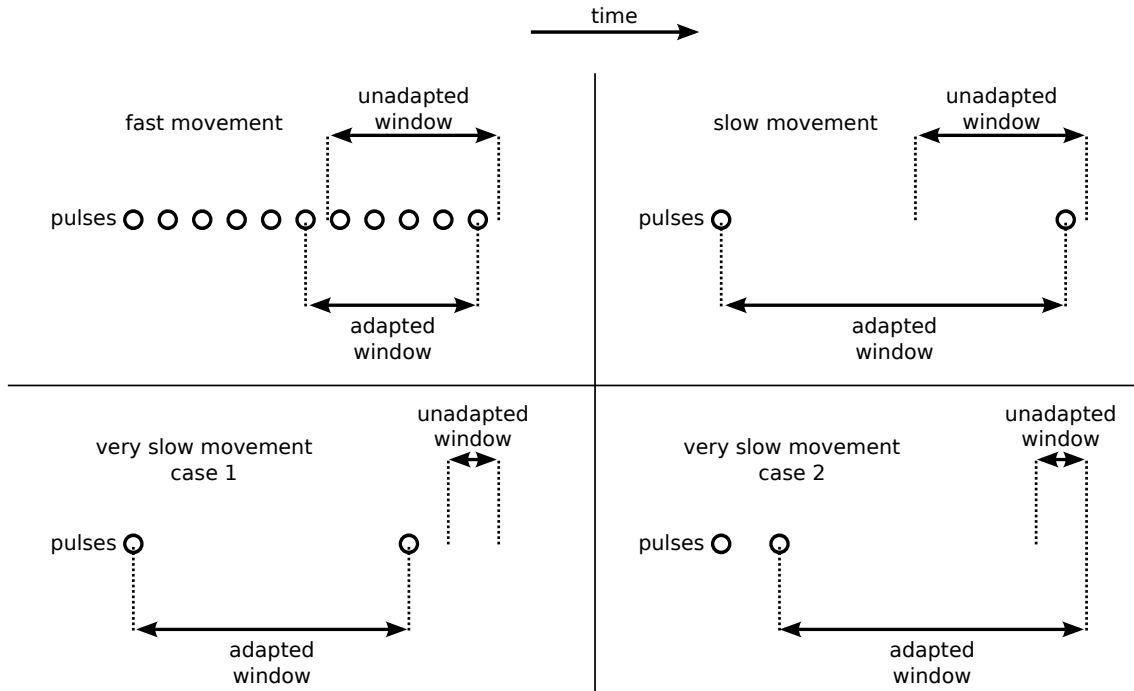 time
fast movement
unadapted
window
pulses
adapted
window
slow movement
unadapted
window
pulses
adapted
window
very slow movement
case 1
unadapted
window
pulses
adapted
window
very slow movement
case 2
unadapted
window
pulses
adapted
window